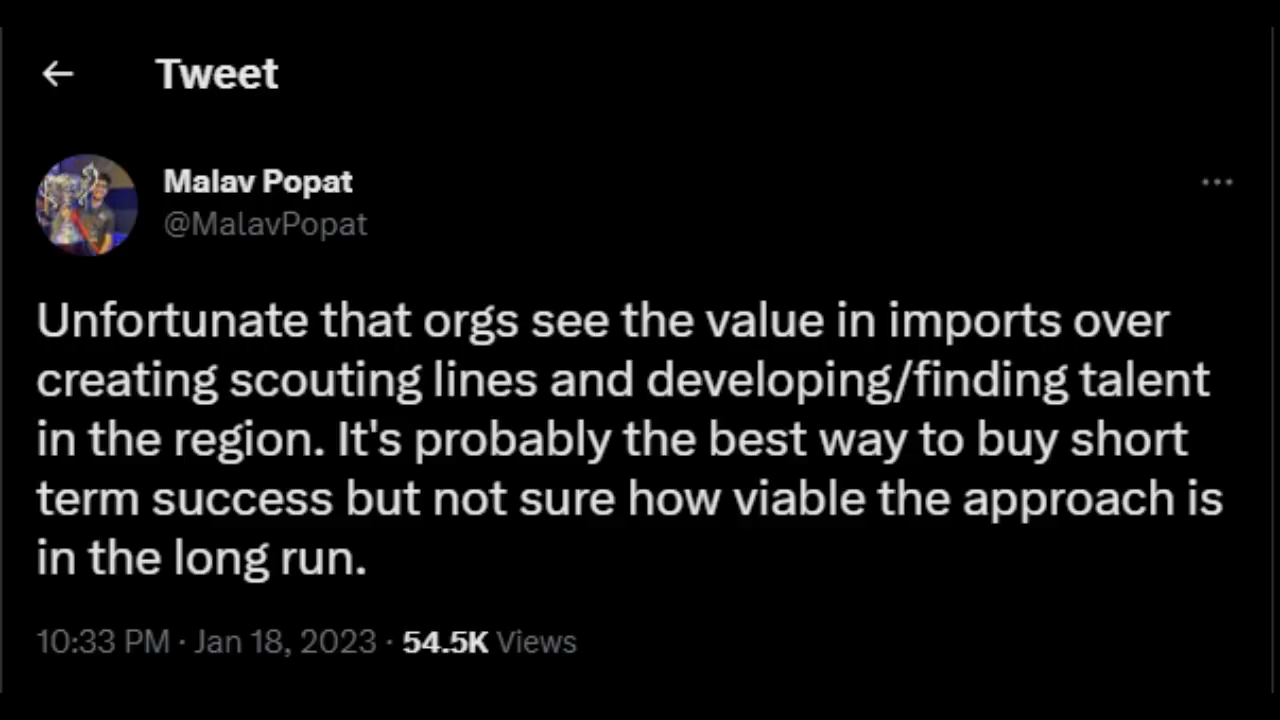 Tweet
Malav Popat
@MalavPopat
Unfortunate that orgs see the value in imports over
creating scouting lines and developing/finding talent
in the region. It's probably the best way to buy short
term success but not sure how viable the approach is
in the long run.
10:33 PM · Jan 18, 2023 · 54.5K Views